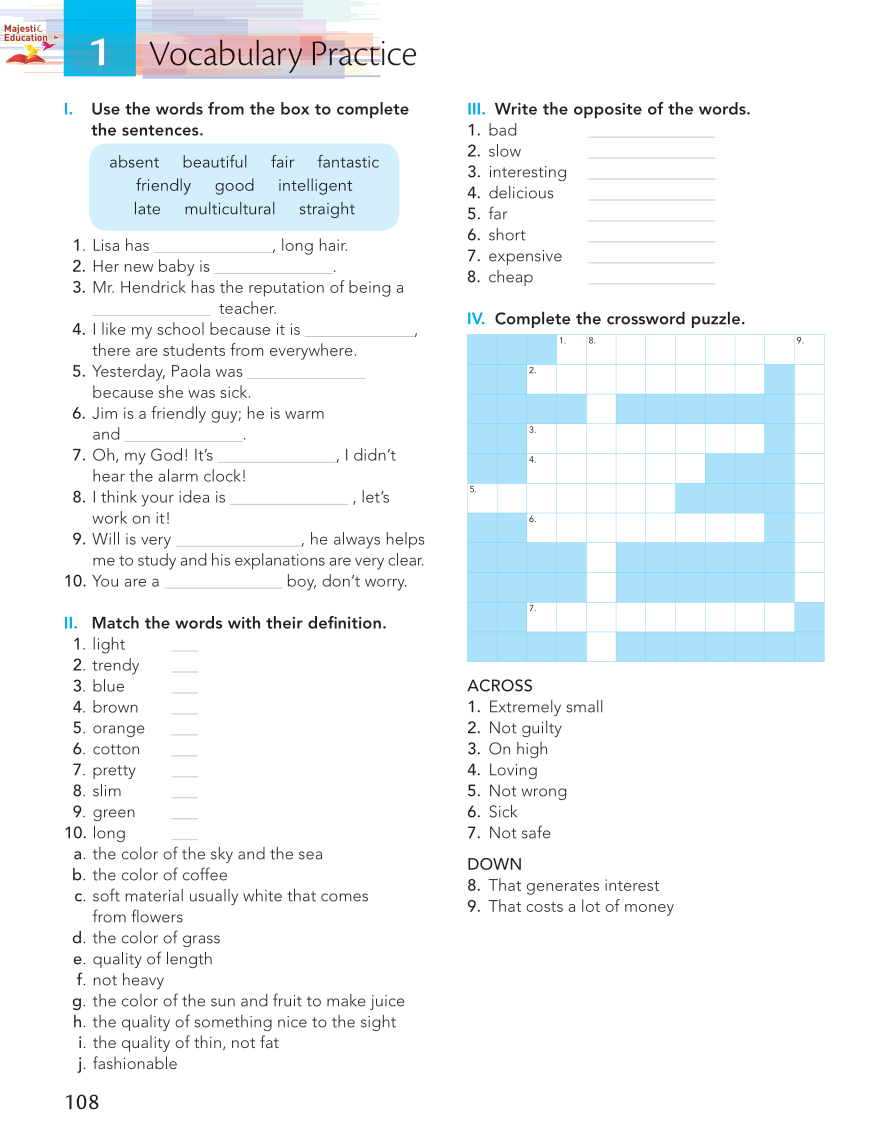 Majestic
Education
1
Vocabulary Practice
I. Use the words from the box to complete
the sentences.
absent beautiful fair fantastic
friendly good intelligent
late multicultural straight
1. Lisa has ______________, long hair.
2. Her new baby is ______________.
3. Mr. Hendrick has the reputation of being a
______________ teacher.
4. I like my school because it is _____________,
there are students from everywhere.
5. Yesterday, Paola was ______________
because she was sick.
6. Jim is a friendly guy; he is warm
and ______________.
7. Oh, my God! It's ______________, I didn't
hear the alarm clock!
8. I think your idea is ______________ , let's
work on it!
9. Will is very _______________, he always helps
me to study and his explanations are very clear.
10. You are a ______________ boy, don't worry.
II. Match the words with their definition.
1. light ___
2. trendy ___
3. blue ___
4. brown ___
5. orange ___
6. cotton ___
7. pretty ___
8. slim ___
9. green ___
10. long ___
a. the color of the sky and the sea
b. the color of coffee
c. soft material usually white that comes
from flowers
d. the color of grass
e. quality of length
f. not heavy
g. the color of the sun and fruit to make juice
h. the quality of something nice to the sight
i. the quality of thin, not fat
j. fashionable
III. Write the opposite of the words.
1. bad _______________
2. slow _______________
3. interesting _______________
4. delicious _______________
5. far _______________
6. short _______________
7. expensive _______________
8. cheap _______________
IV. Complete the crossword puzzle.
1. 8. 9.
2.
3.
4.
5.
6.
7.
ACROSS
1. Extremely small
2. Not guilty
3. On high
4. Loving
5. Not wrong
6. Sick
7. Not safe
DOWN
8. That generates interest
9. That costs a lot of money
108